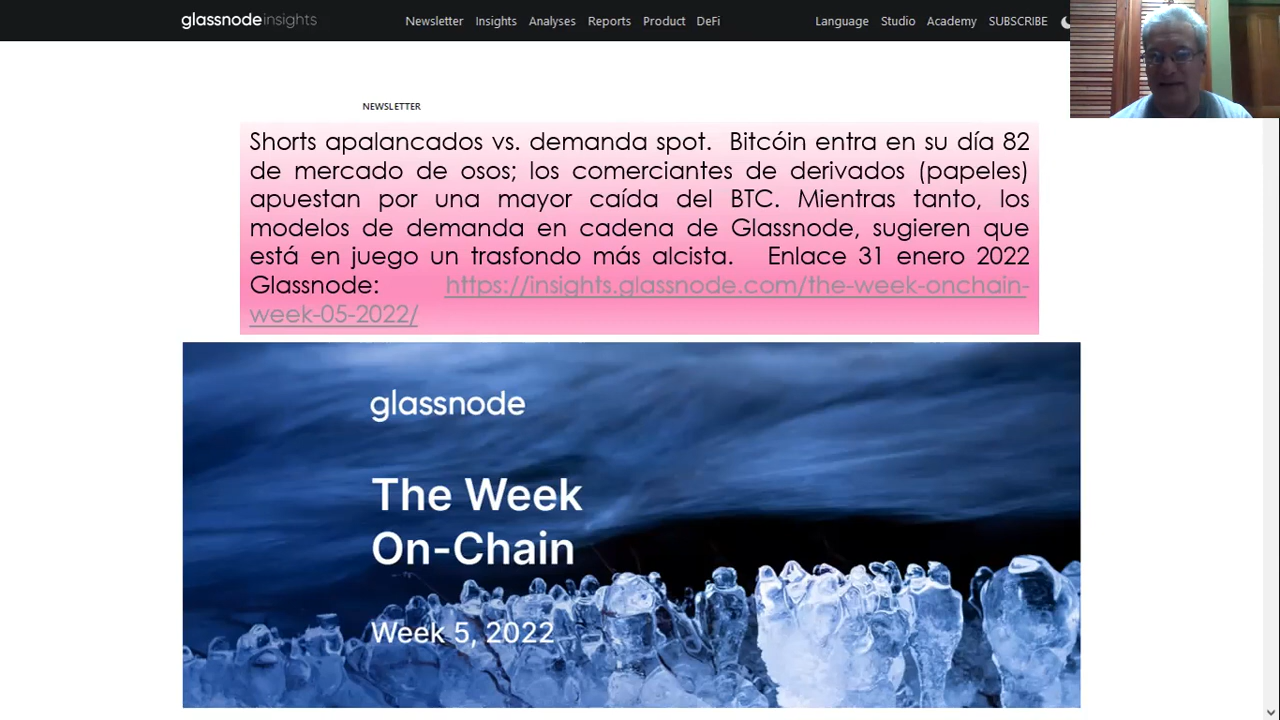 glassnodeinsights Newsletter Insights Analyses Reports Product DeFi Language Studio Academy SUBSCRIBE
NEWSLETTER
Shorts apalancados vs. demanda spot. Bitcóin entra en su día 82
de mercado de osos; los comerciantes de derivados (papeles)
apuestan por una mayor caída del BTC. Mientras tanto, los
modelos de demanda en cadena de Glassnode, sugieren que
está en juego un trasfondo más alcista. Enlace 31 enero 2022
Glassnode: https://insights.glassnode.com/the-week-onchain-
week-05-2022/
glassnode
The Week
On-Chain
Week 5, 2022